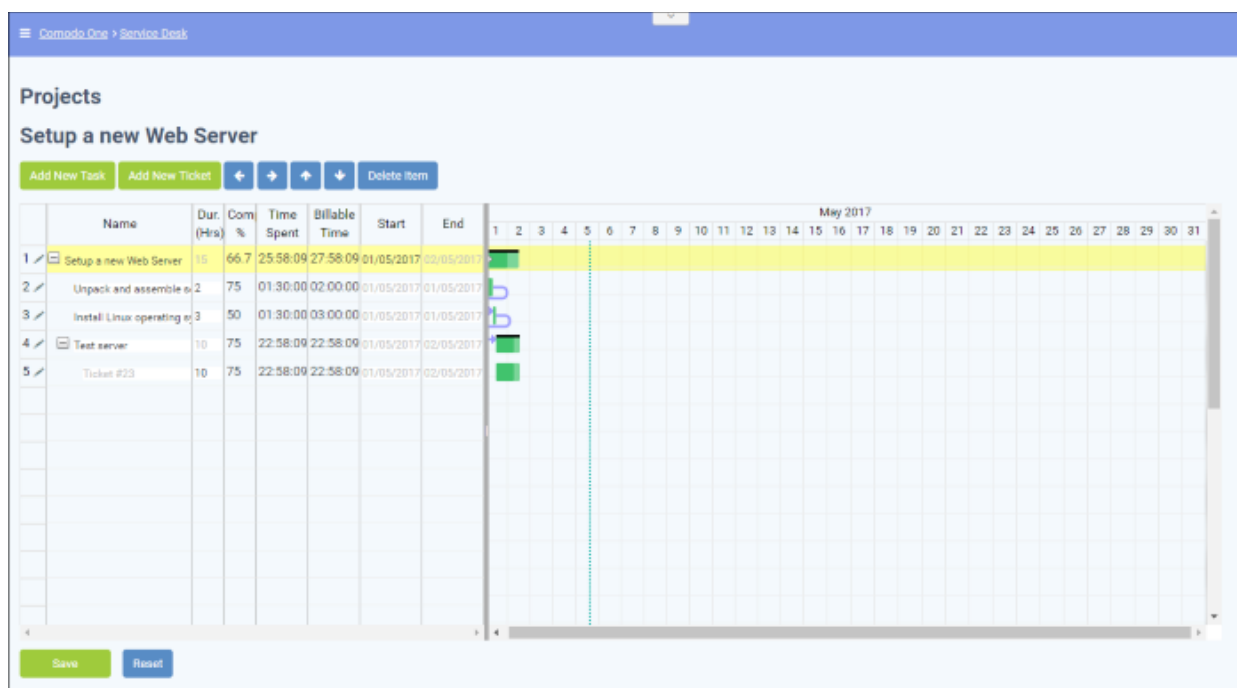 Comodo One > Service Desk
Projects
Setup a new Web Server
Add New Task Add New Ticket Delete Item
Name Dur. (Hrs) Com % Time Spent Billable Time Start End May 2017
1 2 3 4 5 6 7 8 9 10 11 12 13 14 15 16 17 18 19 20 21 22 23 24 25 26 27 28 29 30 31
1 Setup a new Web Server 15 66.7 25:58:09 27:58:09 01/05/2017 02/05/2017
2 Unpack and assemble 2 75 01:30:00 02:00:00 01/05/2017 01/05/2017
3 Install Linux operating 3 50 01:30:00 03:00:00 01/05/2017 01/05/2017
4 Test server 10 75 22:58:09 22:58:09 01/05/2017 02/05/2017
5 Ticket #23 10 75 22:58:09 22:58:09 01/05/2017 02/05/2017
Save Reset